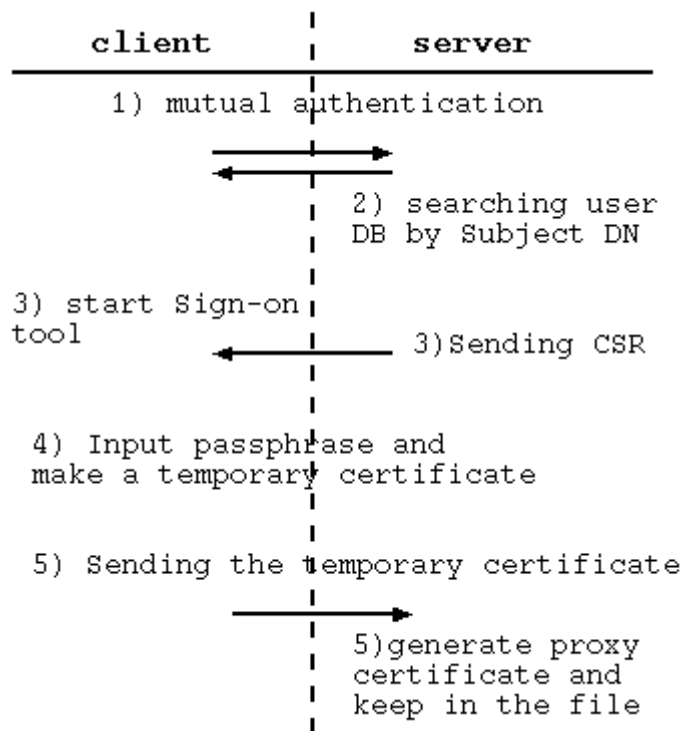 client server
1) mutual authentication
2) searching user
DB by Subject DN
3) start Sign-on
tool
3)Sending CSR
4) Input passphrase and
make a temporary certificate
5) Sending the temporary certificate
5)generate proxy
certificate and
keep in the file